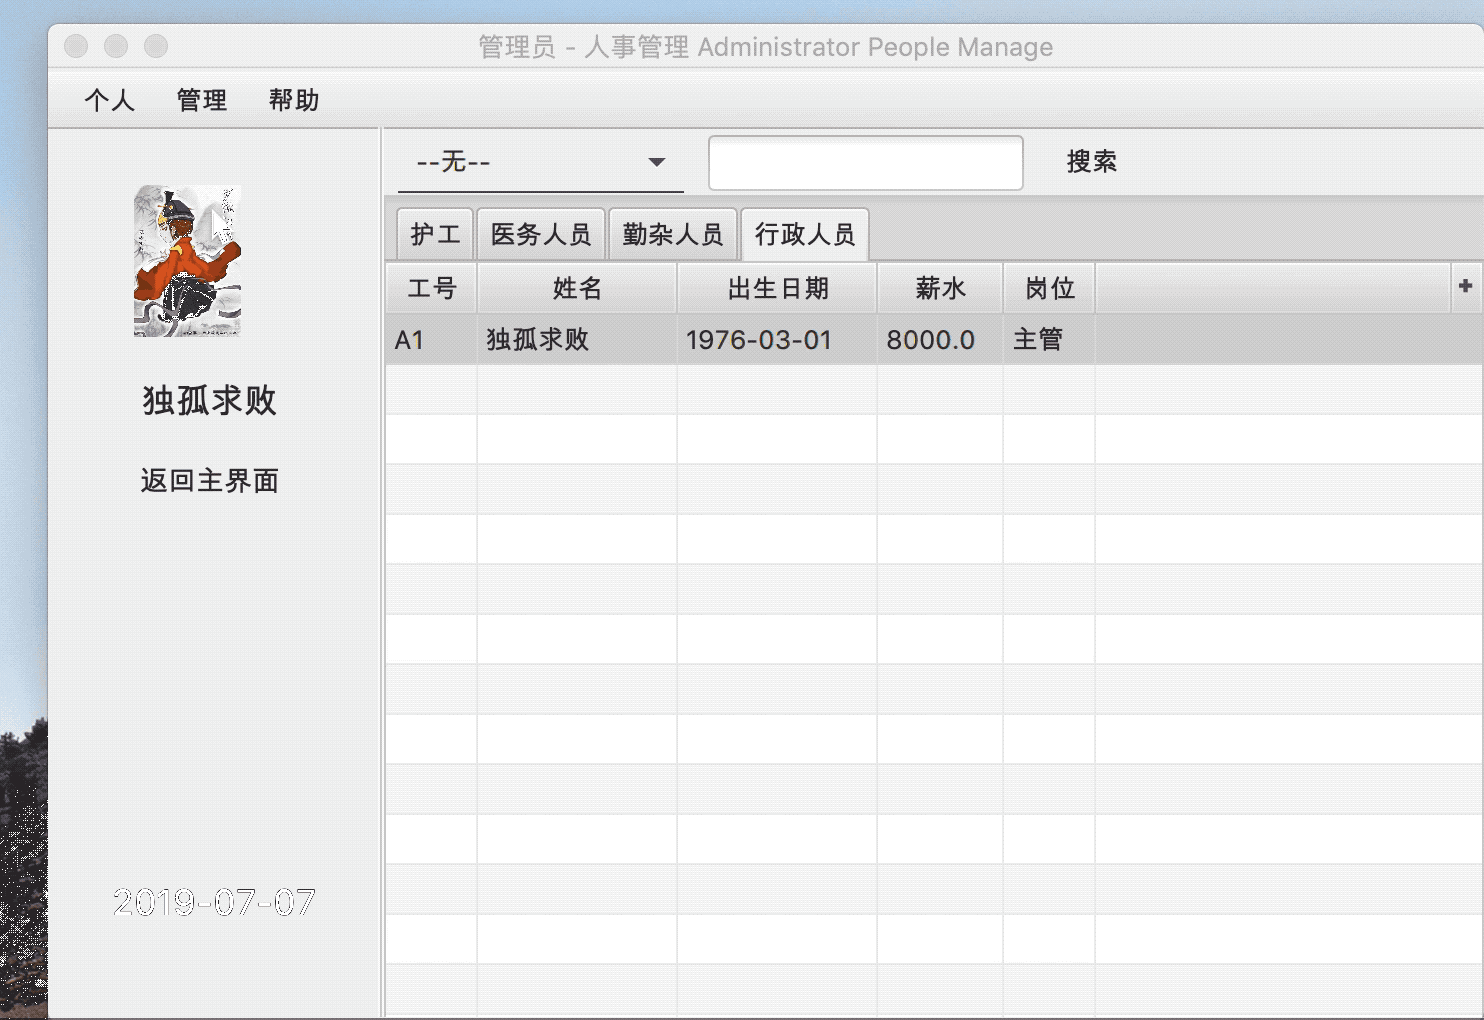 管理员 - 人事管理 Administrator People Manage
个人 管理 帮助
--无-- 搜索
护工 医务人员 勤杂人员 行政人员
工号 姓名 出生日期 薪水 岗位 +
A1 独孤求败 1976-03-01 8000.0 主管
独孤求败
返回主界面
2019-07-07